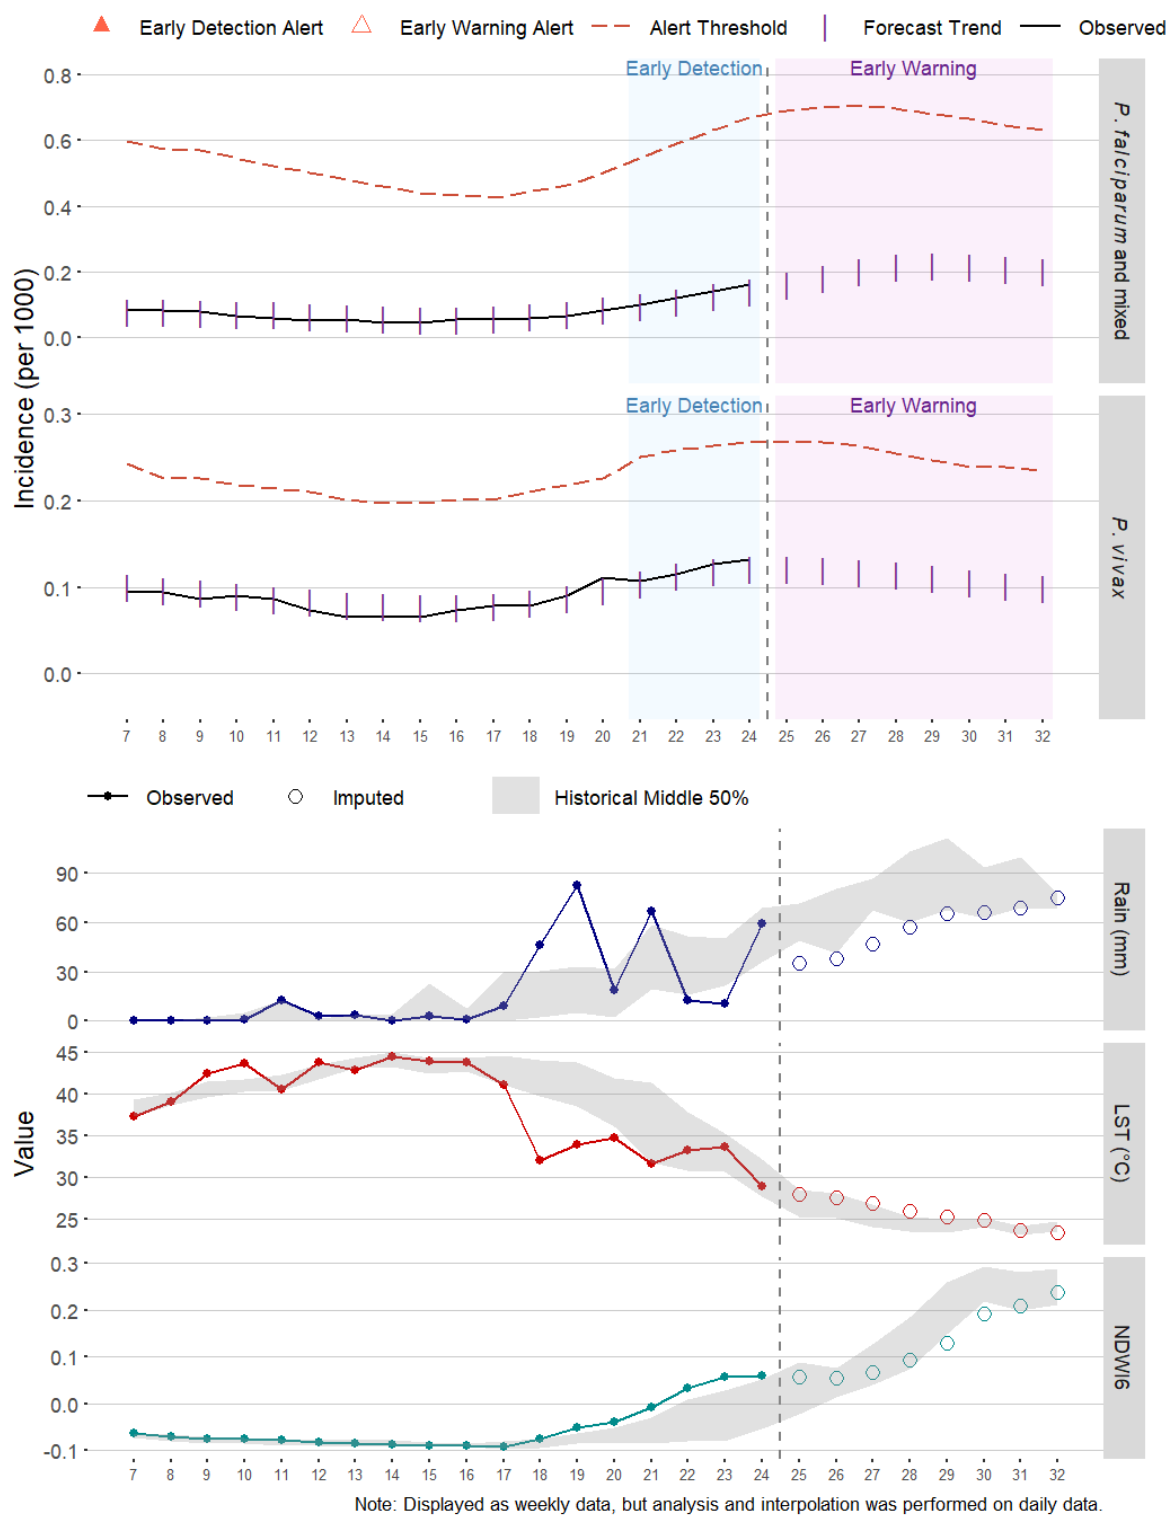 Early Detection Alert Early Warning Alert Alert Threshold Forecast Trend Observed
Early Detection Early Warning
0.8
0.6
0.4
0.2
0.0
P. falciparum and mixed
Incidence (per 1000)
Early Detection Early Warning
0.3
0.2
0.1
0.0
P. vivax
7 8 9 10 11 12 13 14 15 16 17 18 19 20 21 22 23 24 25 26 27 28 29 30 31 32
Observed Imputed Historical Middle 50%
90
60
30
0
Rain (mm)
Value
45
40
35
30
25
LST (°C)
0.3
0.2
0.1
0.0
-0.1
NDWI6
7 8 9 10 11 12 13 14 15 16 17 18 19 20 21 22 23 24 25 26 27 28 29 30 31 32
Note: Displayed as weekly data, but analysis and interpolation was performed on daily data.